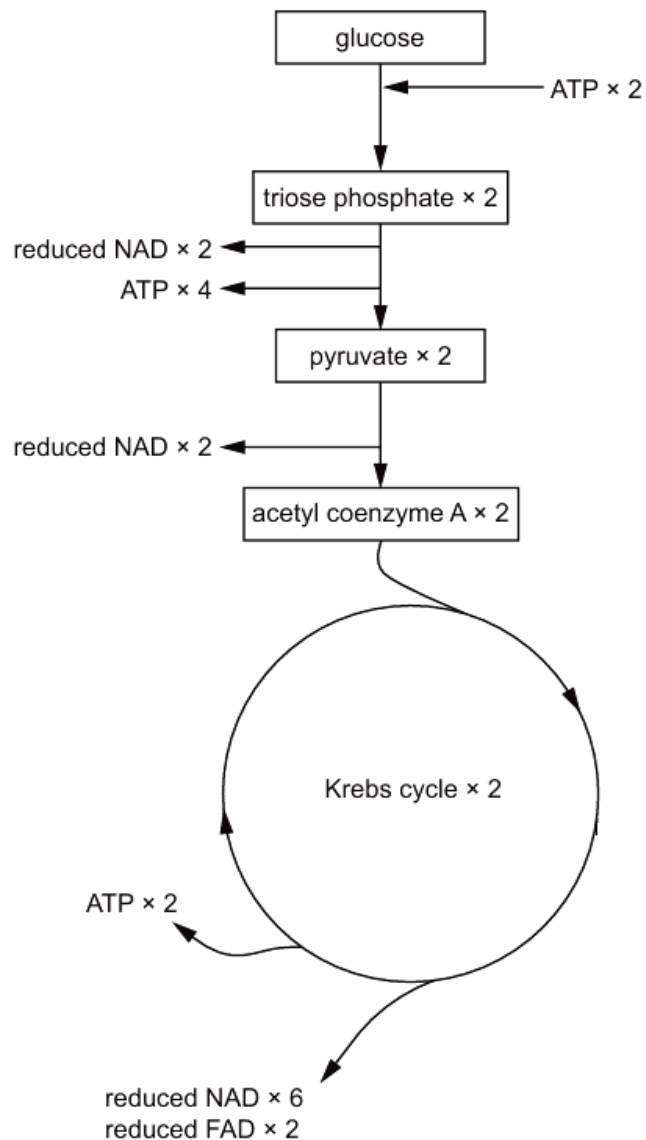 glucose
ATP × 2
triose phosphate × 2
reduced NAD × 2
ATP × 4
pyruvate × 2
reduced NAD × 2
acetyl coenzyme A × 2
Krebs cycle × 2
ATP × 2
reduced NAD × 6
reduced FAD × 2